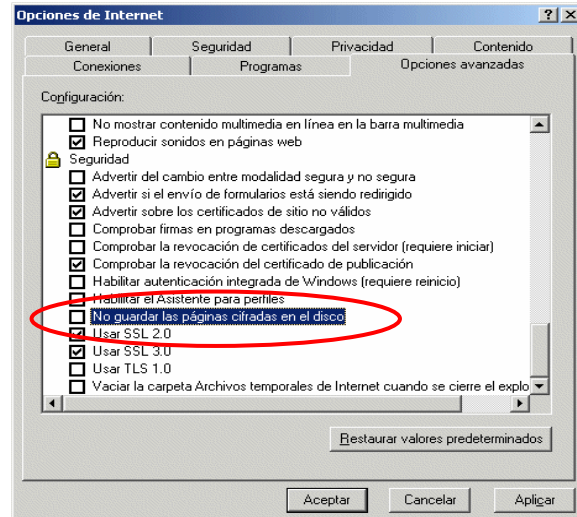 Opciones de Internet
General Seguridad Privacidad Contenido
Conexiones Programas Opciones avanzadas
Configuración:
No mostrar contenido multimedia en línea en la barra multimedia
Reproducir sonidos en páginas web
Seguridad
Advertir del cambio entre modalidad segura y no segura
Advertir si el envío de formularios está siendo redirigido
Advertir sobre los certificados de sitio no válidos
Comprobar firmas en programas descargados
Comprobar la revocación de certificados del servidor (requiere iniciar)
Comprobar la revocación del certificado de publicación
Habilitar autenticación integrada de Windows (requiere reinicio)
Habilitar el Asistente para perfiles
No guardar las páginas cifradas en el disco
Usar SSL 2.0
Usar SSL 3.0
Usar TLS 1.0
Vaciar la carpeta Archivos temporales de Internet cuando se cierre el explo
Restaurar valores predeterminados
Aceptar Cancelar Aplicar